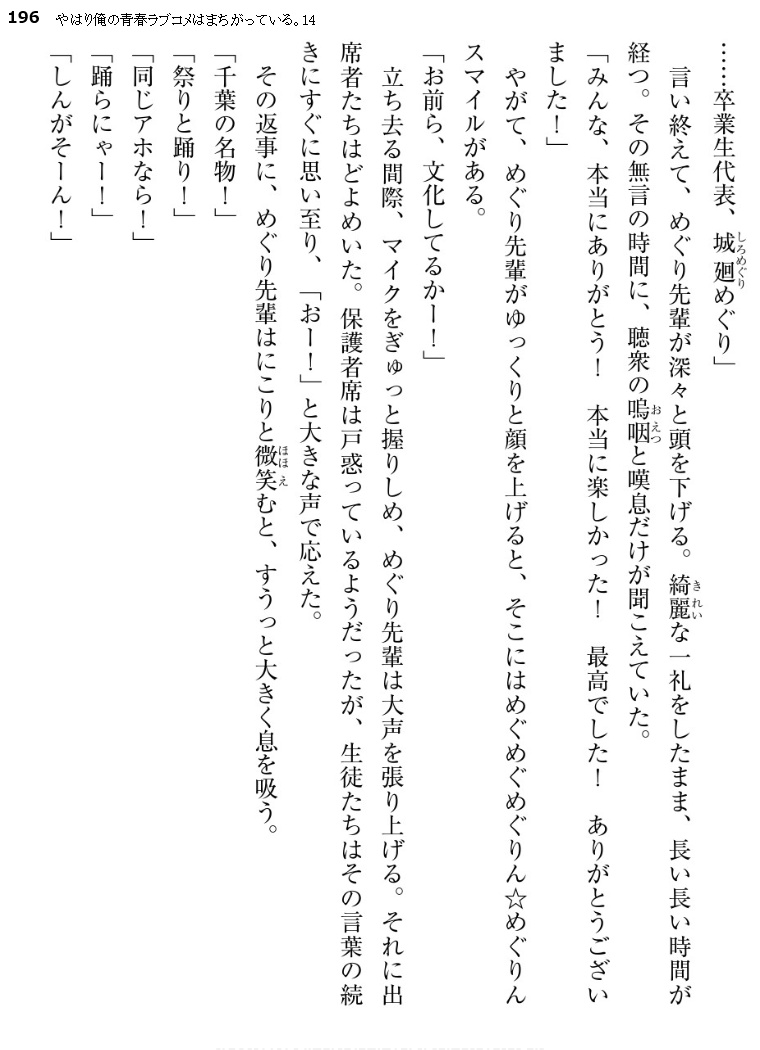 196 やはり俺の青春ラブコメはまちがっている。14
……卒業生代表、城廻めぐり」
しろめぐり
　言い終えて、めぐり先輩が深々と頭を下げる。綺麗な一礼をしたまま、長い長い時間が
きれい
経つ。その無言の時間に、聴衆の嗚咽と嘆息だけが聞こえていた。
おえつ
「みんな、本当にありがとう！　本当に楽しかった！　最高でした！　ありがとうござい
ました！」
　やがて、めぐり先輩がゆっくりと顔を上げると、そこにはめぐめぐめぐりん☆めぐりん
スマイルがある。
「お前ら、文化してるかー！」
　立ち去る間際、マイクをぎゅっと握りしめ、めぐり先輩は大声を張り上げる。それに出
席者たちはどよめいた。保護者席は戸惑っているようだったが、生徒たちはその言葉の続
きにすぐに思い至り、「おー！」と大きな声で応えた。
　その返事に、めぐり先輩はにこりと微笑むと、すうっと大きく息を吸う。
ほほえ
「千葉の名物！」
「祭りと踊り！」
「同じアホなら！」
「踊らにゃー！」
「しんがそーん！」